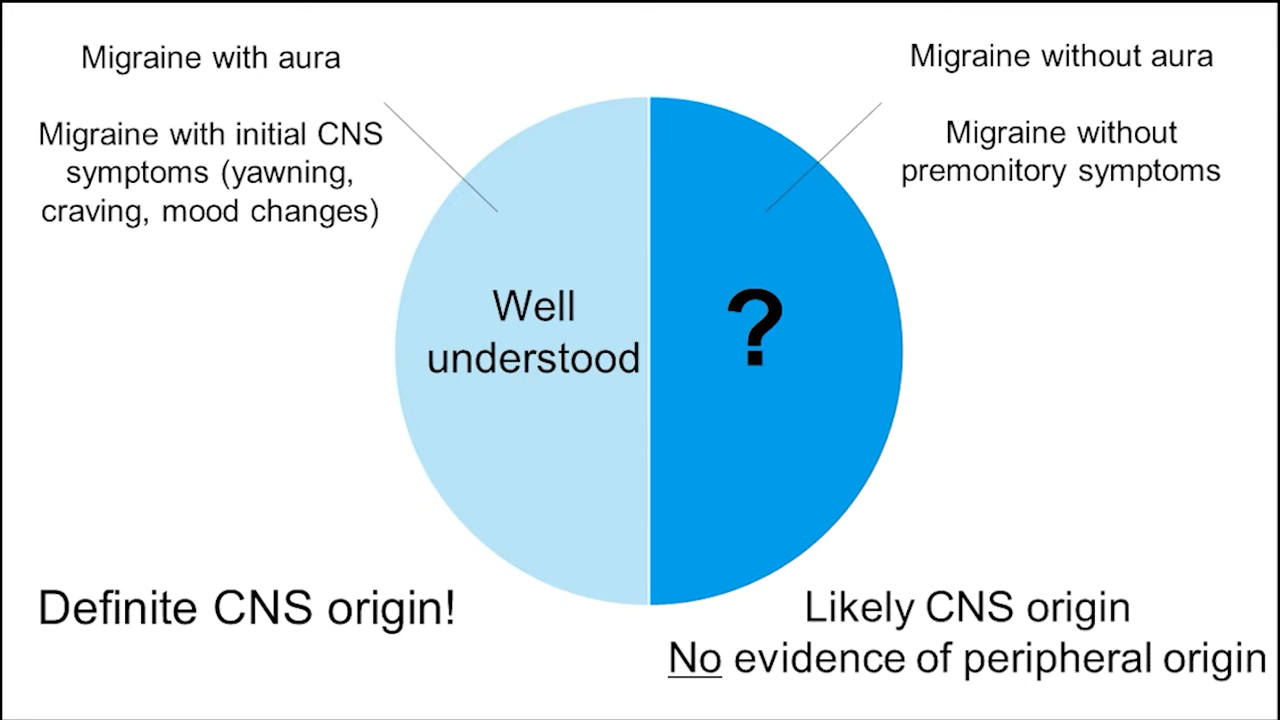 Migraine with aura
Migraine with initial CNS
symptoms (yawning,
craving, mood changes)
Migraine without aura
Migraine without
premonitory symptoms
Well
understood
?
Definite CNS origin!
Likely CNS origin
No evidence of peripheral origin